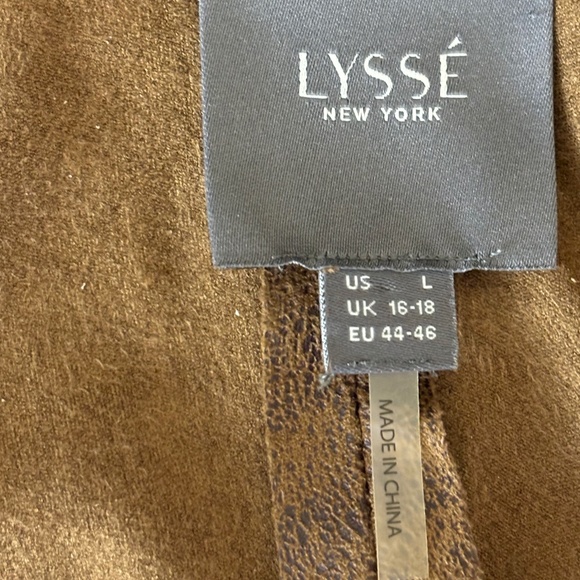 LYSSÉ
NEW YORK
US L
UK 16-18
EU 44-46
MADE IN CHINA